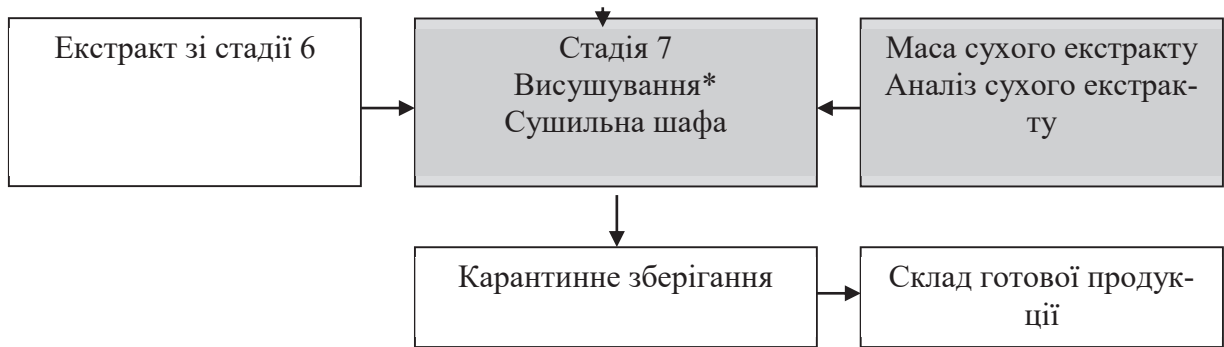 Екстракт зі стадії 6
Стадія 7
Висушування*
Сушильна шафа
Маса сухого екстракту
Аналіз сухого екстрак-
ту
Карантинне зберігання
Склад готової продук-
ції